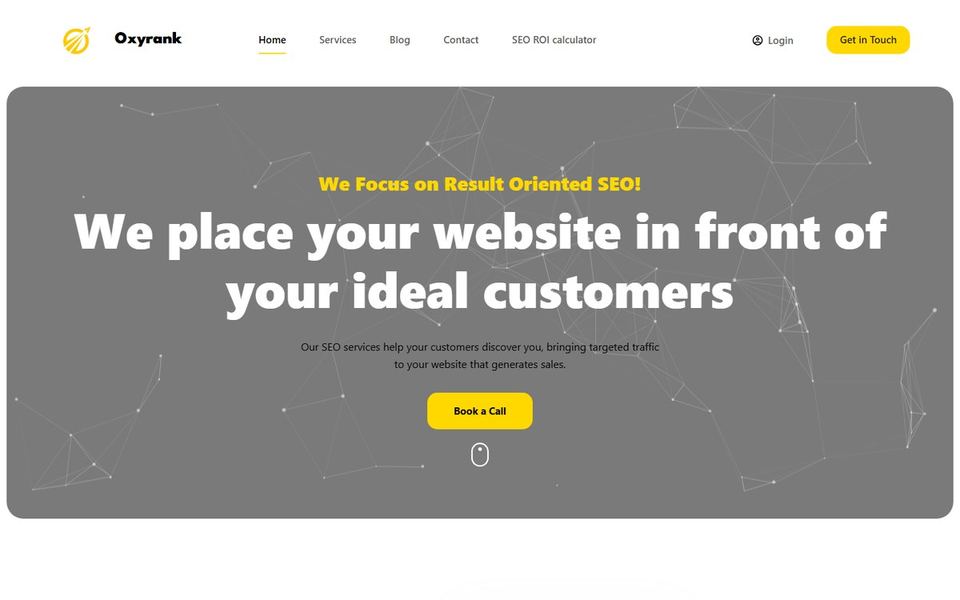 Oxyrank
Home
Services
Blog
Contact
SEO ROI calculator
Login
Get in Touch
We Focus on Result Oriented SEO!
We place your website in front of
your ideal customers
Our SEO services help your customers discover you, bringing targeted traffic
to your website that generates sales.
Book a Call